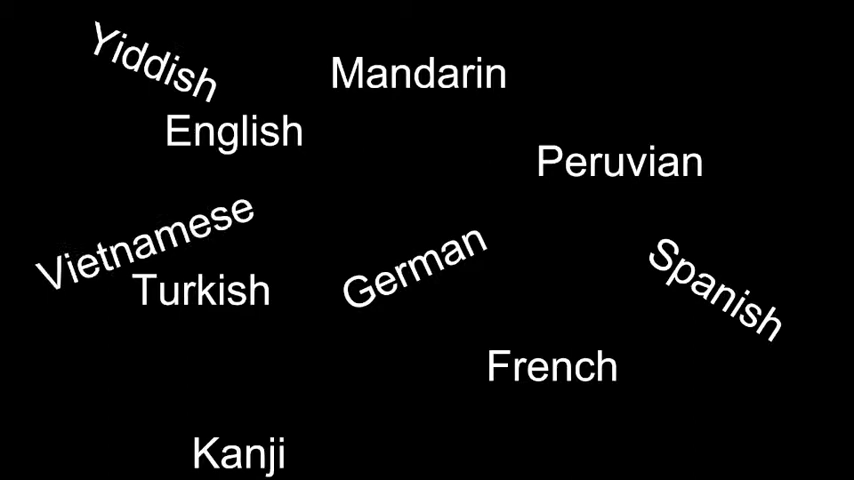 Yiddish
Mandarin
English
Peruvian
Vietnamese
German
Spanish
Turkish
French
Kanji